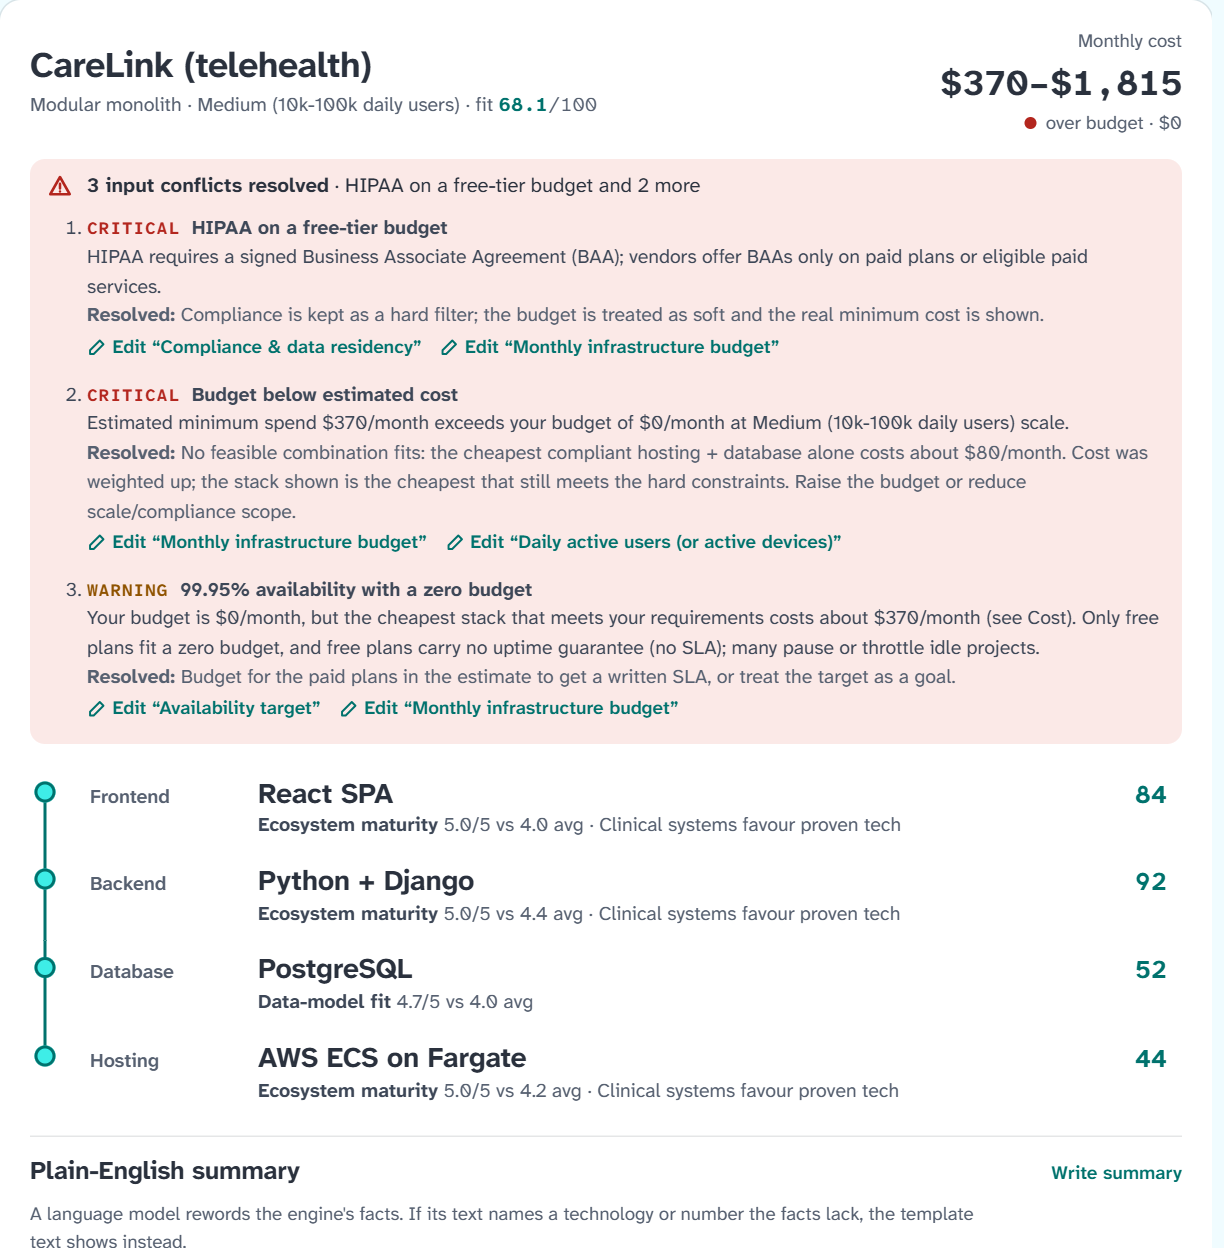 CareLink (telehealth)
Modular monolith · Medium (10k-100k daily users) · fit 68.1/100
Monthly cost
$370–$1,815
over budget · $0
3 input conflicts resolved · HIPAA on a free-tier budget and 2 more
1. CRITICAL HIPAA on a free-tier budget
HIPAA requires a signed Business Associate Agreement (BAA); vendors offer BAAs only on paid plans or eligible paid
services.
Resolved: Compliance is kept as a hard filter; the budget is treated as soft and the real minimum cost is shown.
Edit “Compliance & data residency” Edit “Monthly infrastructure budget”
2. CRITICAL Budget below estimated cost
Estimated minimum spend $370/month exceeds your budget of $0/month at Medium (10k-100k daily users) scale.
Resolved: No feasible combination fits: the cheapest compliant hosting + database alone costs about $80/month. Cost was
weighted up; the stack shown is the cheapest that still meets the hard constraints. Raise the budget or reduce
scale/compliance scope.
Edit “Monthly infrastructure budget” Edit “Daily active users (or active devices)”
3. WARNING 99.95% availability with a zero budget
Your budget is $0/month, but the cheapest stack that meets your requirements costs about $370/month (see Cost). Only free
plans fit a zero budget, and free plans carry no uptime guarantee (no SLA); many pause or throttle idle projects.
Resolved: Budget for the paid plans in the estimate to get a written SLA, or treat the target as a goal.
Edit “Availability target” Edit “Monthly infrastructure budget”
Frontend React SPA 84
Ecosystem maturity 5.0/5 vs 4.0 avg · Clinical systems favour proven tech
Backend Python + Django 92
Ecosystem maturity 5.0/5 vs 4.4 avg · Clinical systems favour proven tech
Database PostgreSQL 52
Data-model fit 4.7/5 vs 4.0 avg
Hosting AWS ECS on Fargate 44
Ecosystem maturity 5.0/5 vs 4.2 avg · Clinical systems favour proven tech
Plain-English summary Write summary
A language model rewords the engine's facts. If its text names a technology or number the facts lack, the template
text shows instead.